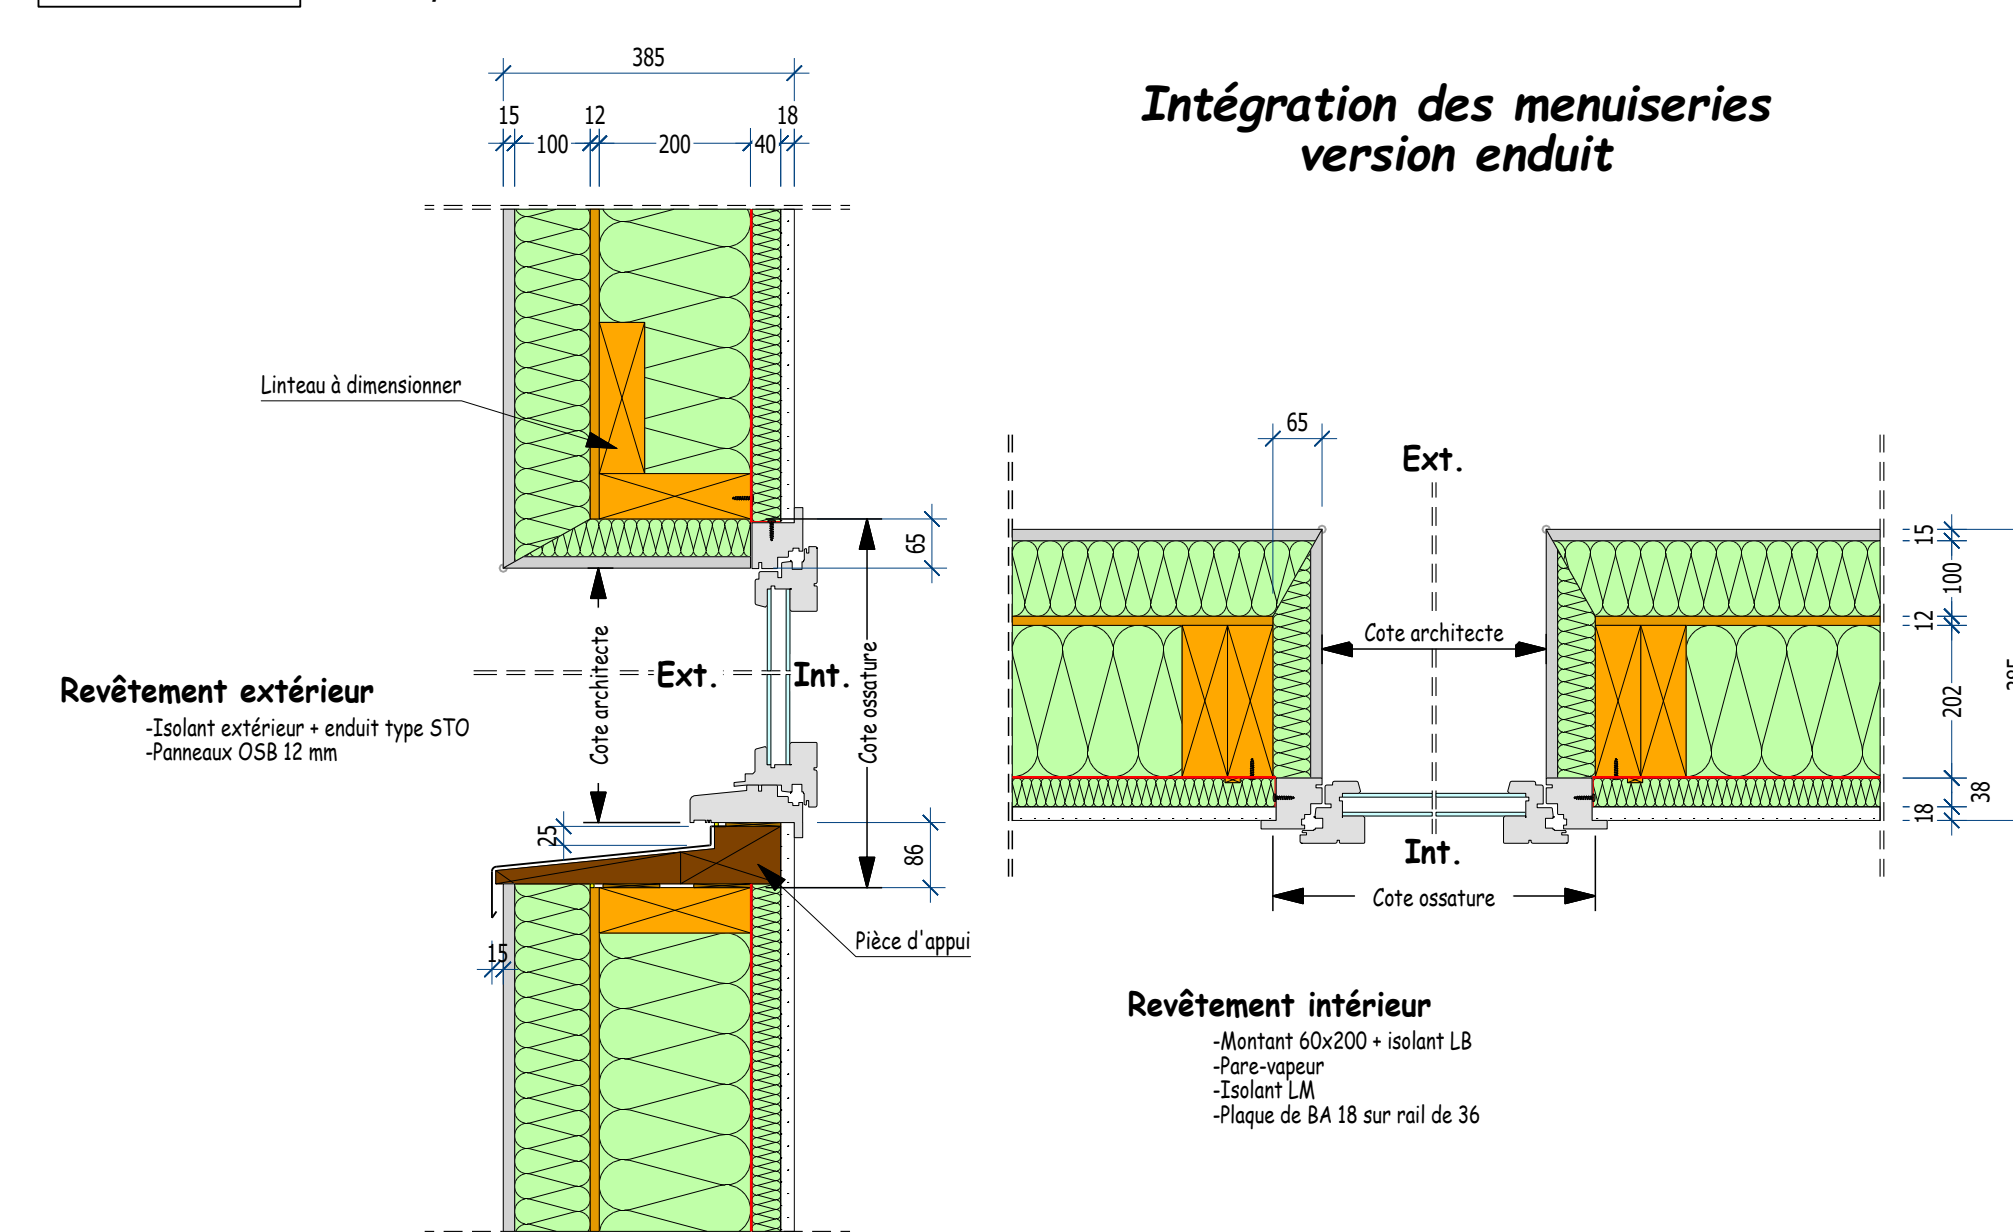 385
15
12
18
100
200
40
Intégration des menuiseries
version enduit
Linteau à dimensionner
65
Ext.
65
Cote architecte
Cote ossature
Ext.
Int.
Revêtement extérieur
-Isolant extérieur + enduit type STO
-Panneaux OSB 12 mm
25
86
15
Pièce d'appui
Cote architecte
15
100
12
202
38
18
Int.
Cote ossature
Revêtement intérieur
-Montant 60x200 + isolant LB
-Pare-vapeur
-Isolant LM
-Plaque de BA 18 sur rail de 36